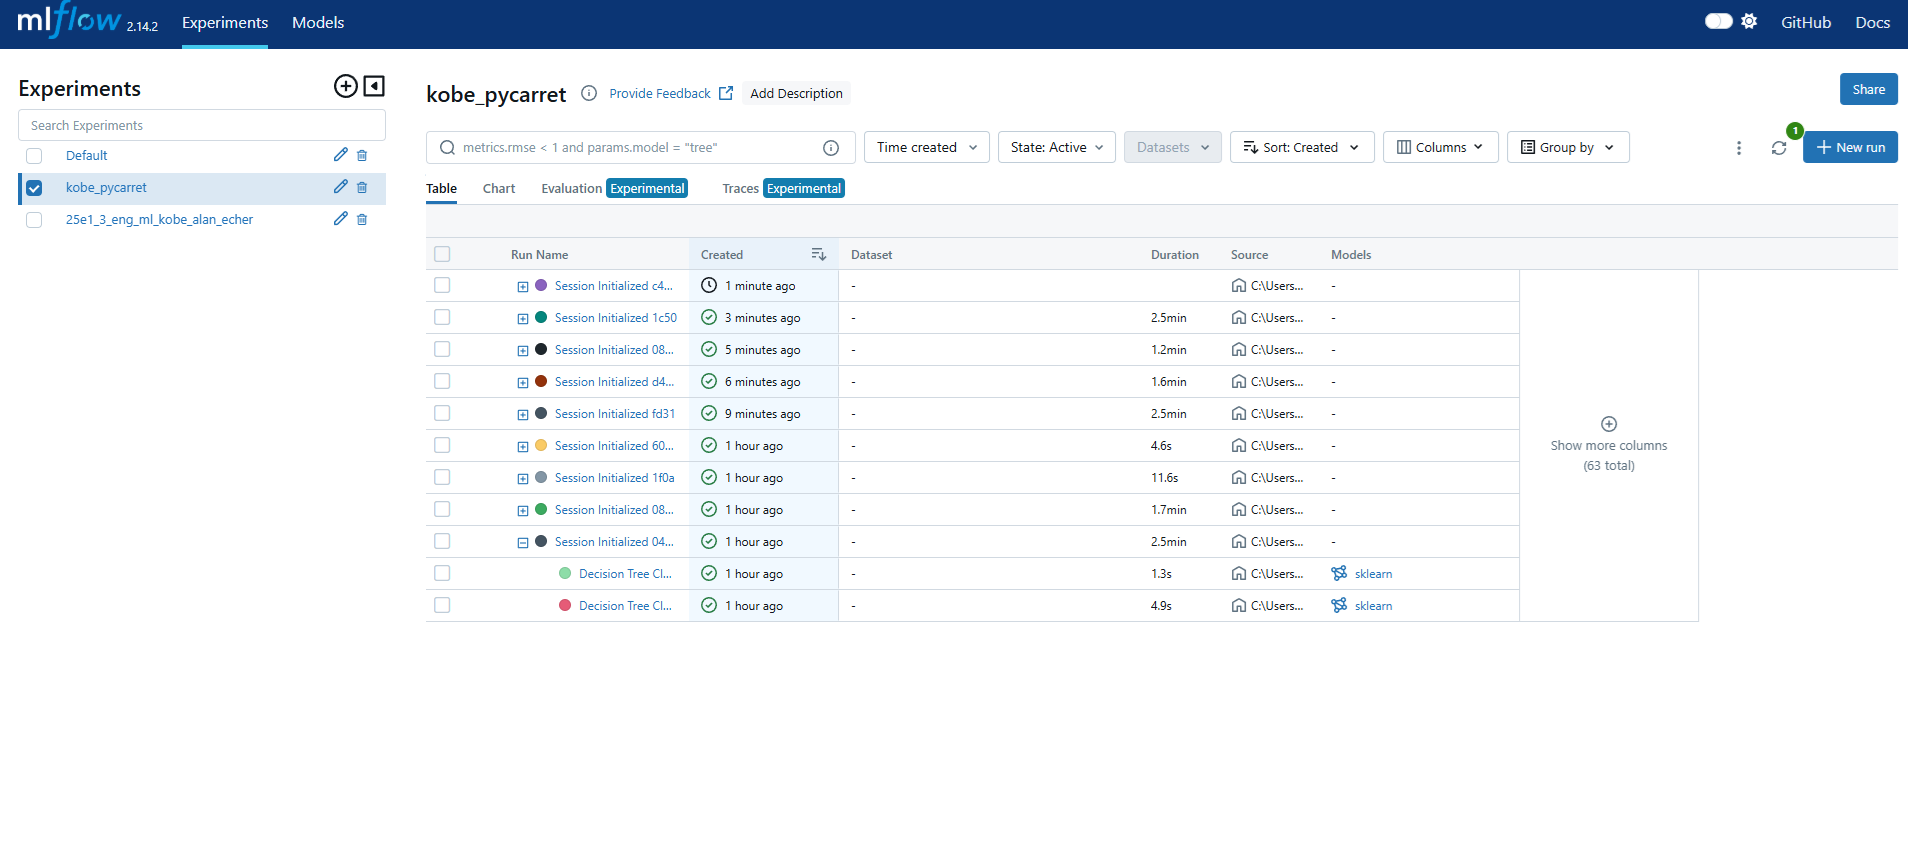 mlflow 2.14.2 Experiments Models GitHub Docs
Experiments
Search Experiments
Default
kobe_pycarret
25e1_3_eng_ml_kobe_alan_echer
kobe_pycarret Provide Feedback Add Description Share
metrics.rmse < 1 and params.model = "tree" Time created State: Active Datasets Sort: Created Columns Group by 1 New run
Table Chart Evaluation Experimental Traces Experimental
Run Name Created Dataset Duration Source Models
Session Initialized c4... 1 minute ago - C:\Users... -
Session Initialized 1c50 3 minutes ago - 2.5min C:\Users... -
Session Initialized 08... 5 minutes ago - 1.2min C:\Users... -
Session Initialized d4... 6 minutes ago - 1.6min C:\Users... -
Session Initialized fd31 9 minutes ago - 2.5min C:\Users... -
Session Initialized 60... 1 hour ago - 4.6s C:\Users... -
Session Initialized 1f0a 1 hour ago - 11.6s C:\Users... -
Session Initialized 08... 1 hour ago - 1.7min C:\Users... -
Session Initialized 04... 1 hour ago - 2.5min C:\Users... -
Decision Tree Cl... 1 hour ago - 1.3s C:\Users... sklearn
Decision Tree Cl... 1 hour ago - 4.9s C:\Users... sklearn
Show more columns
(63 total)